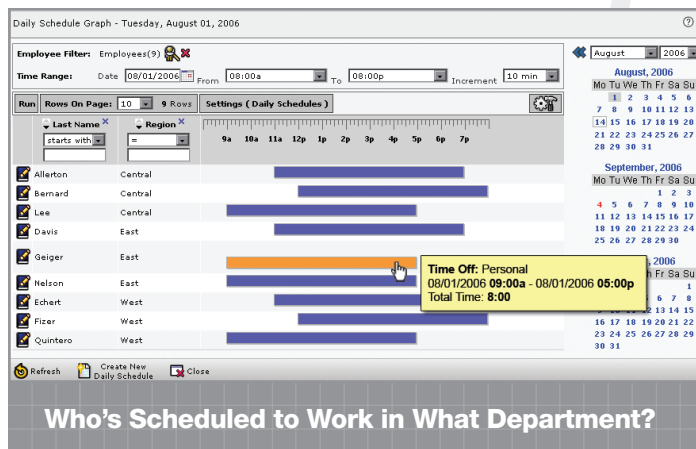 Daily Schedule Graph - Tuesday, August 01, 2006
Employee Filter: Employees(9)
Time Range: Date 08/01/2006 From 08:00a To 08:00p Increment 10 min
Run Rows On Page: 10 9 Rows Settings ( Daily Schedules )
Last Name Region
starts with =
9a 10a 11a 12p 1p 2p 3p 4p 5p 6p 7p
Allerton Central
Bernard Central
Lee Central
Davis East
Geiger East
Nelson East
Echert West
Fizer West
Quintero West
Time Off: Personal
08/01/2006 09:00a - 08/01/2006 05:00p
Total Time: 8:00
Refresh Create New Daily Schedule Close
August 2006
August, 2006
Mo Tu We Th Fr Sa Su
1 2 3 4 5 6
7 8 9 10 11 12 13
14 15 16 17 18 19 20
21 22 23 24 25 26 27
28 29 30 31
September, 2006
Mo Tu We Th Fr Sa Su
1 2 3
4 5 6 7 8 9 10
11 12 13 14 15 16 17
18 19 20 21 22 23 24
25 26 27 28 29 30
, 2006
Th Fr Sa Su
1
6 7 8
12 13 14 15
16 17 18 19 20 21 22
23 24 25 26 27 28 29
30 31
Who's Scheduled to Work in What Department?